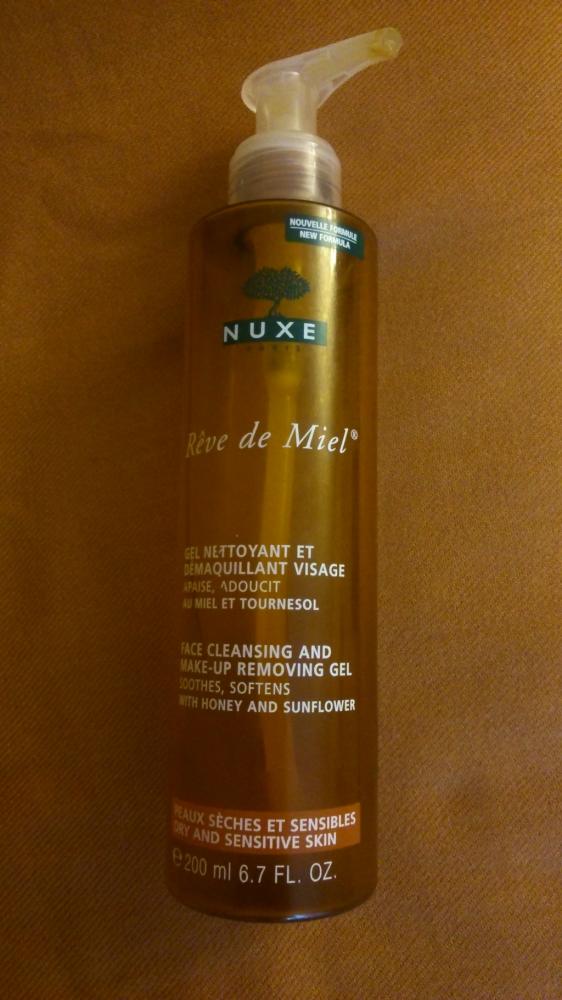 NOUVELLE FORMULE
NEW FORMULA
NUXE
PARIS
Rêve de Miel®
GEL NETTOYANT ET
DÉMAQUILLANT VISAGE
APAISE, ADOUCIT
AU MIEL ET TOURNESOL
FACE CLEANSING AND
MAKE-UP REMOVING GEL
SOOTHES, SOFTENS
WITH HONEY AND SUNFLOWER
PEAUX SÈCHES ET SENSIBLES
DRY AND SENSITIVE SKIN
℮200 ml 6.7 FL. OZ.